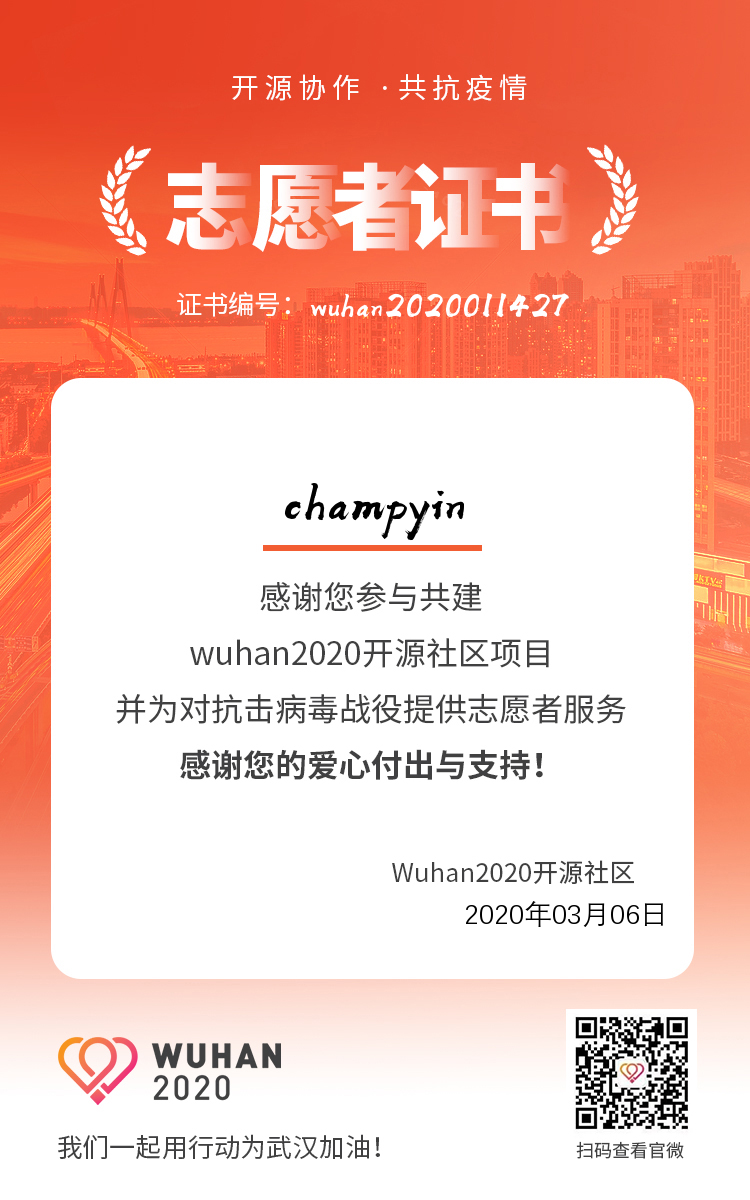 开源协作 ·共抗疫情
志愿者证书
证书编号：wuhan2020011427
champyin
感谢您参与共建
wuhan2020开源社区项目
并为对抗击病毒战役提供志愿者服务
感谢您的爱心付出与支持！
Wuhan2020开源社区
2020年03月06日
WUHAN
2020
我们一起用行动为武汉加油！
扫码查看官微